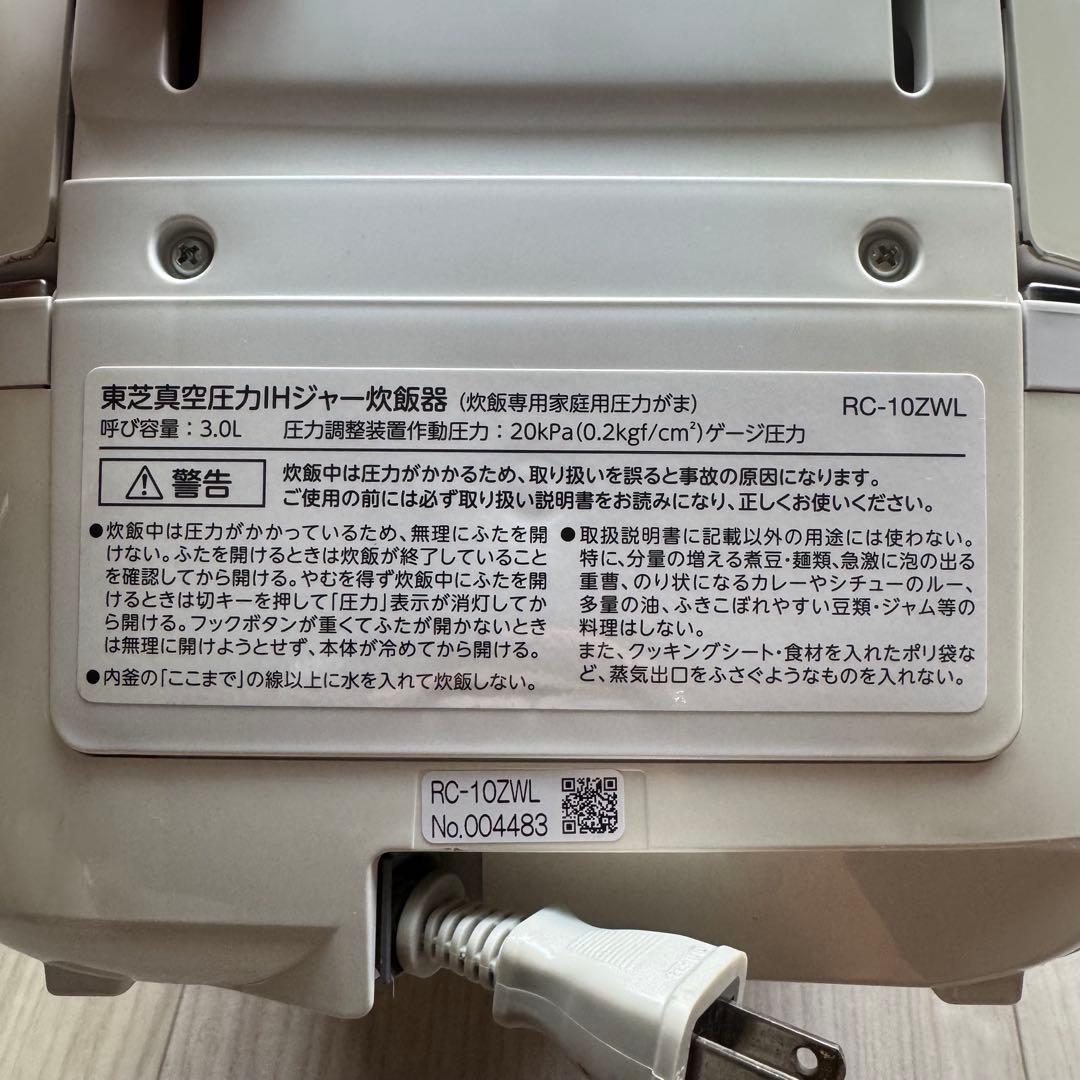 東芝真空圧力IHジャー炊飯器 (炊飯専用家庭用圧力がま) RC-10ZWL
呼び容量：3.0L 圧力調整装置作動圧力：20kPa(0.2kgf/cm²)ゲージ圧力
警告
炊飯中は圧力がかかるため、取り扱いを誤ると事故の原因になります。
ご使用の前には必ず取り扱い説明書をお読みになり、正しくお使いください。
●炊飯中は圧力がかかっているため、無理にふたを開
けない。ふたを開けるときは炊飯が終了していること
を確認してから開ける。やむを得ず炊飯中にふたを開
けるときは切キーを押して「圧力」表示が消灯してか
ら開ける。フックボタンが重くてふたが開かないとき
は無理に開けようとせず、本体が冷めてから開ける。
●内釜の「ここまで」の線以上に水を入れて炊飯しない。
●取扱説明書に記載以外の用途には使わない。
特に、分量の増える煮豆・麺類、急激に泡の出る
重曹、のり状になるカレーやシチューのルー、
多量の油、ふきこぼれやすい豆類・ジャム等の
料理はしない。
また、クッキングシート・食材を入れたポリ袋な
ど、蒸気出口をふさぐようなものを入れない。
RC-10ZWL
No.004483